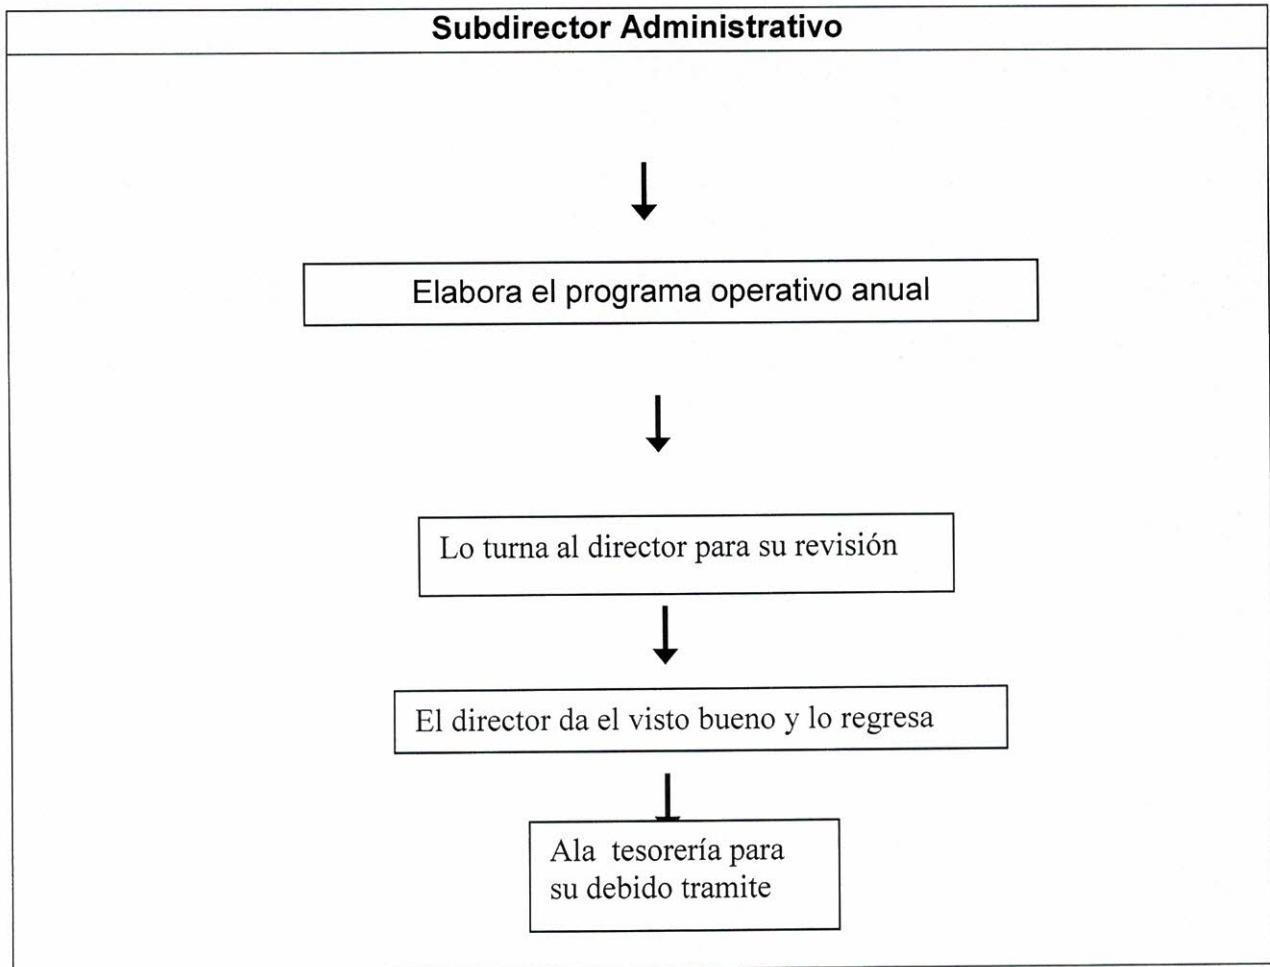 Subdirector Administrativo
Elabora el programa operativo anual
Lo turna al director para su revisión
El director da el visto bueno y lo regresa
Ala tesorería para
su debido tramite